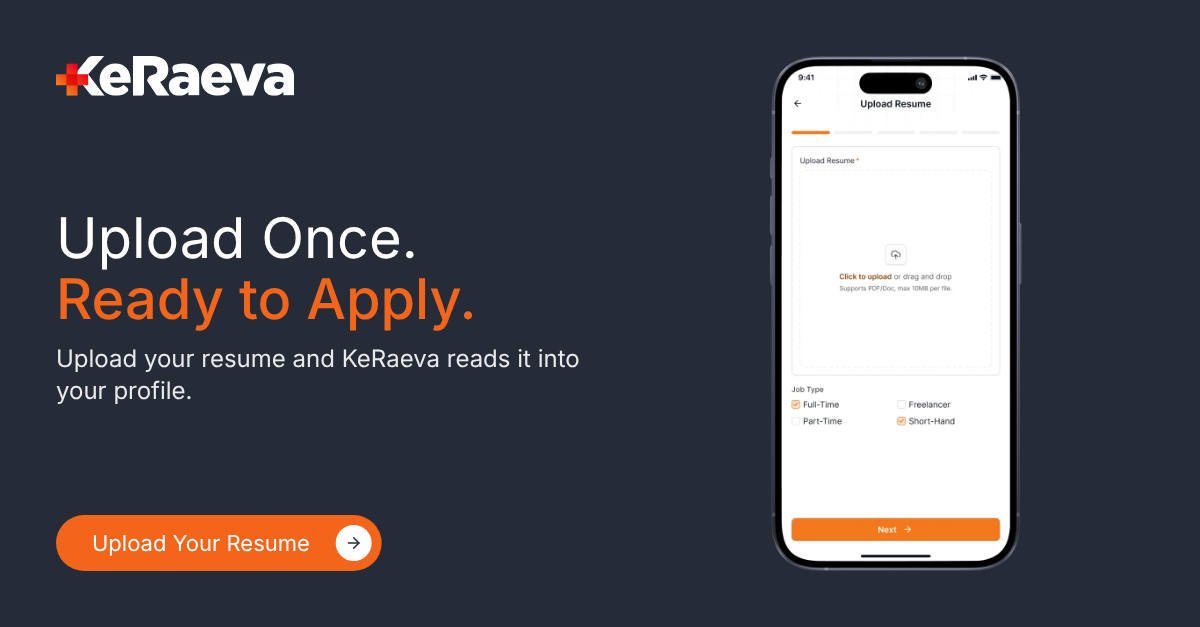 KeRaeva
Upload Once.
Ready to Apply.
Upload your resume and KeRaeva reads it into
your profile.
Upload Your Resume
9:41
Upload Resume
Upload Resume *
Click to upload or drag and drop
Supports PDF/Doc, max 10MB per file.
Job Type
Full-Time
Freelancer
Part-Time
Short-Hand
Next